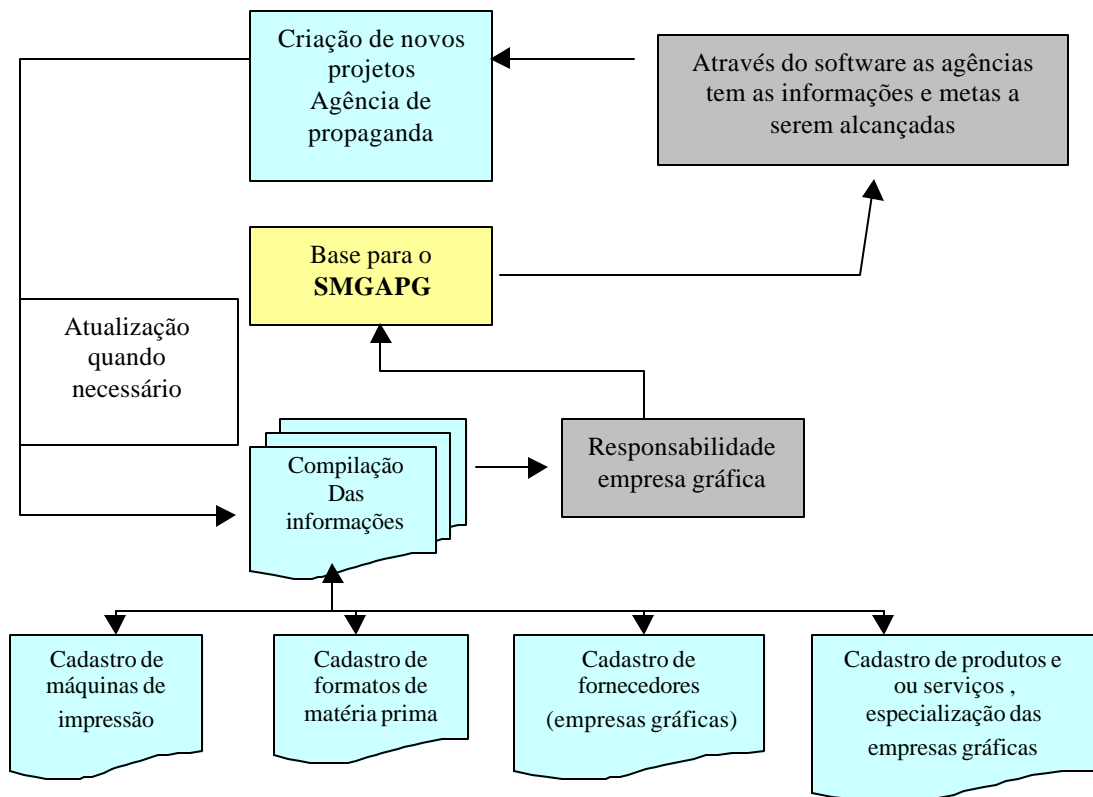 Criação de novos
projetos
Agência de
propaganda
Através do software as agências
tem as informações e metas a
serem alcançadas
Base para o
SMGAPG
Atualização
quando
necessário
Compilação
Das
informações
Responsabilidade
empresa gráfica
Cadastro de
máquinas de
impressão
Cadastro de
formatos de
matéria prima
Cadastro de
fornecedores
(empresas gráficas)
Cadastro de produtos e
ou serviços ,
especialização das
empresas gráficas